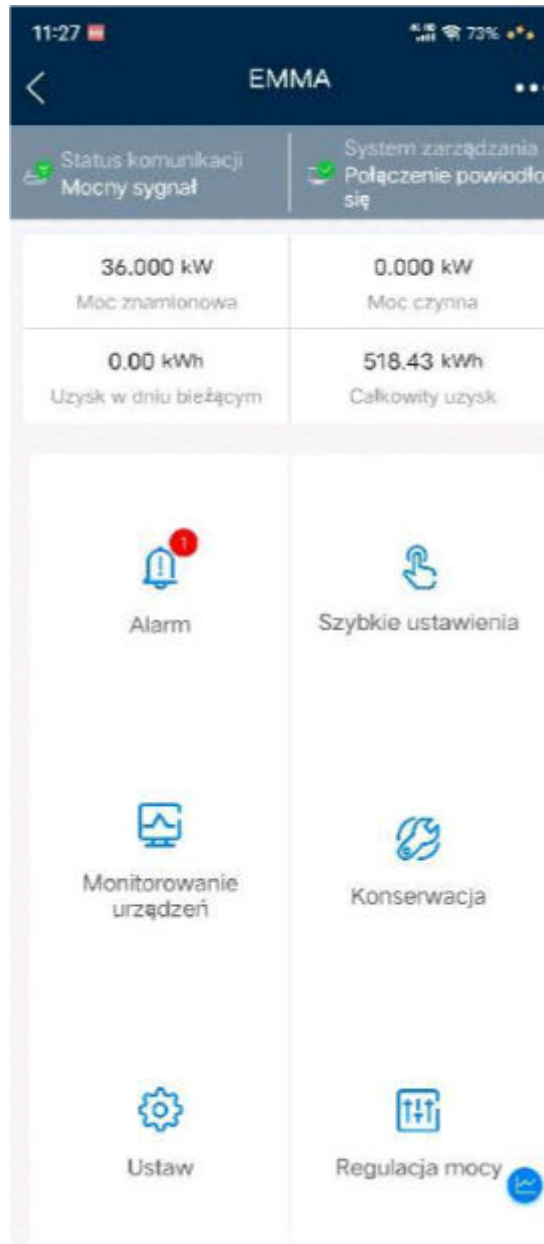 11:27
73%
EMMA
Status komunikacji
Mocny sygnał
System zarządzania
Połączenie powiodło
się
36.000 kW
Moc znamionowa
0.000 kW
Moc czynna
0.00 kWh
Uzysk w dniu bieżącym
518.43 kWh
Całkowity uzysk
1
Alarm
Szybkie ustawienia
Monitorowanie
urządzeń
Konserwacja
Ustaw
Regulacja mocy